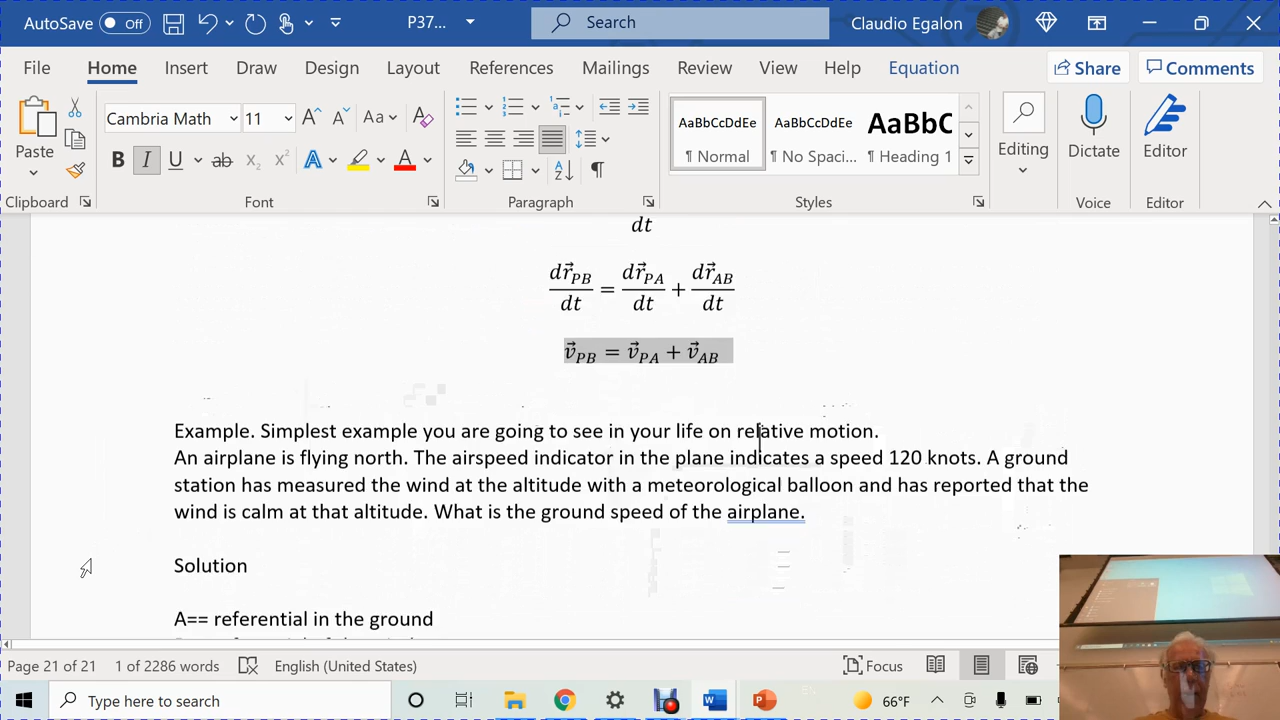 AutoSave Off P37... Search Claudio Egalon
File Home Insert Draw Design Layout References Mailings Review View Help Equation Share Comments
Paste Cambria Math 11 Aa AaBbCcDdEe AaBbCcDdEe AaBbC Editing Dictate Editor
B I U ab x₂ x² A A ¶ Normal ¶ No Spaci... ¶ Heading 1
Clipboard Font Paragraph Styles Voice Editor
dt
dr⃗_PB/dt = dr⃗_PA/dt + dr⃗_AB/dt
v⃗_PB = v⃗_PA + v⃗_AB
Example. Simplest example you are going to see in your life on relative motion.
An airplane is flying north. The airspeed indicator in the plane indicates a speed 120 knots. A ground
station has measured the wind at the altitude with a meteorological balloon and has reported that the
wind is calm at that altitude. What is the ground speed of the airplane.
Solution
A== referential in the ground
Page 21 of 21 1 of 2286 words English (United States) Focus
Type here to search 66°F